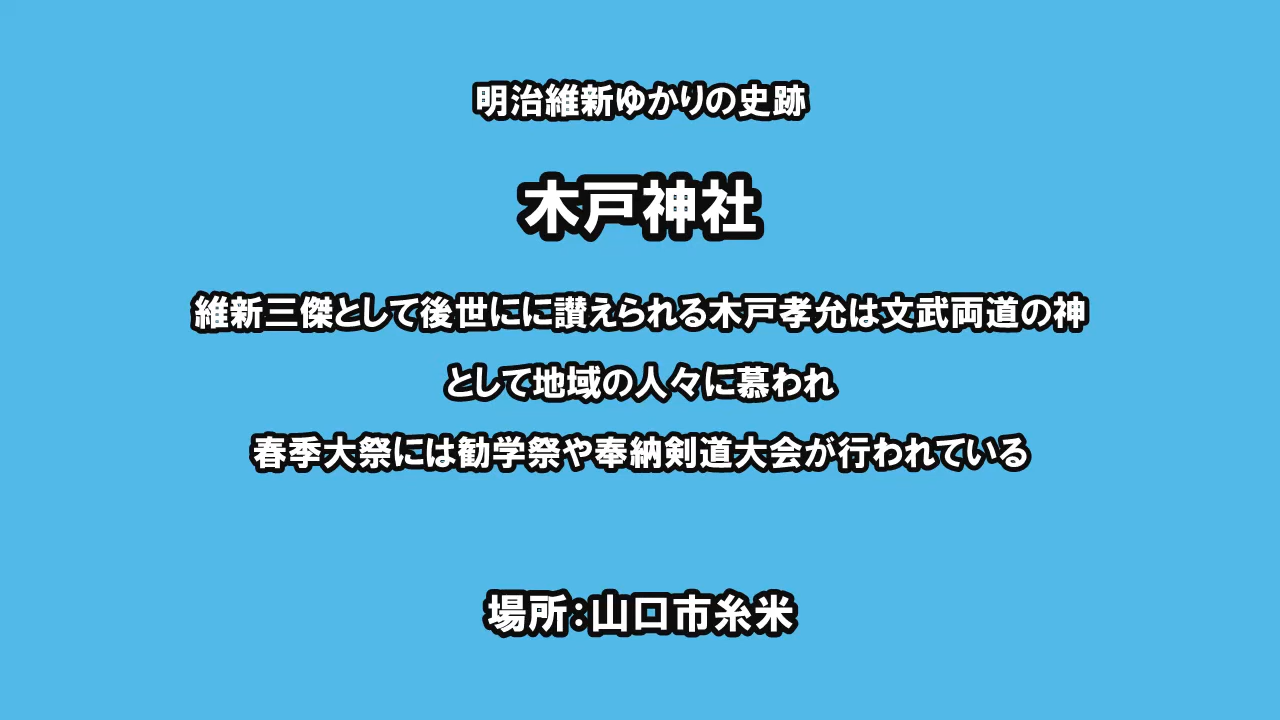 明治維新ゆかりの史跡
木戸神社
維新三傑として後世にに讃えられる木戸孝允は文武両道の神
として地域の人々に慕われ
春季大祭には勧学祭や奉納剣道大会が行われている
場所：山口市糸米